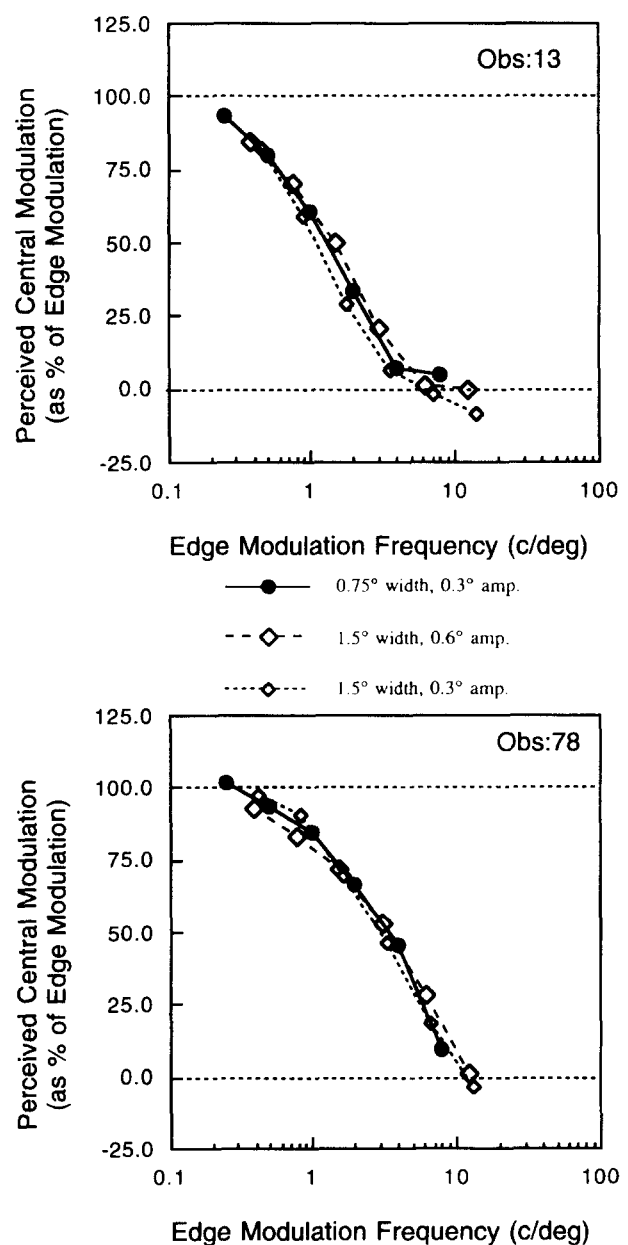 125.0
100.0
75.0
50.0
25.0
0.0
-25.0
Perceived Central Modulation
(as % of Edge Modulation)
Obs:13
0.1 1 10 100
Edge Modulation Frequency (c/deg)
0.75° width, 0.3° amp.
1.5° width, 0.6° amp.
1.5° width, 0.3° amp.
125.0
100.0
75.0
50.0
25.0
0.0
-25.0
Perceived Central Modulation
(as % of Edge Modulation)
Obs:78
0.1 1 10 100
Edge Modulation Frequency (c/deg)